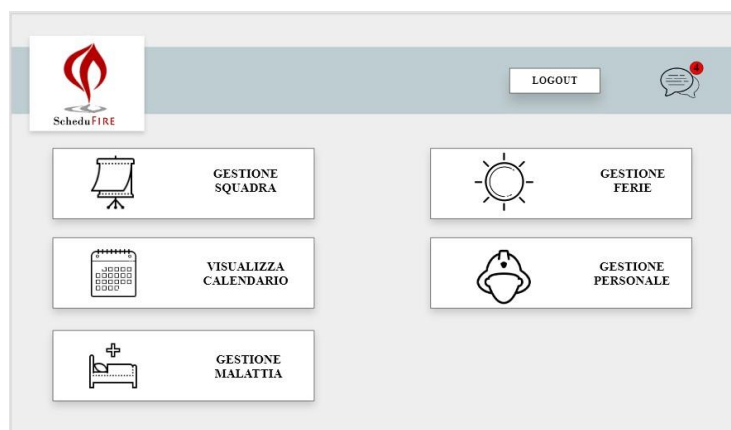 LOGOUT
4
ScheduFIRE
GESTIONE
SQUADRA
GESTIONE
FERIE
VISUALIZZA
CALENDARIO
GESTIONE
PERSONALE
GESTIONE
MALATTIA